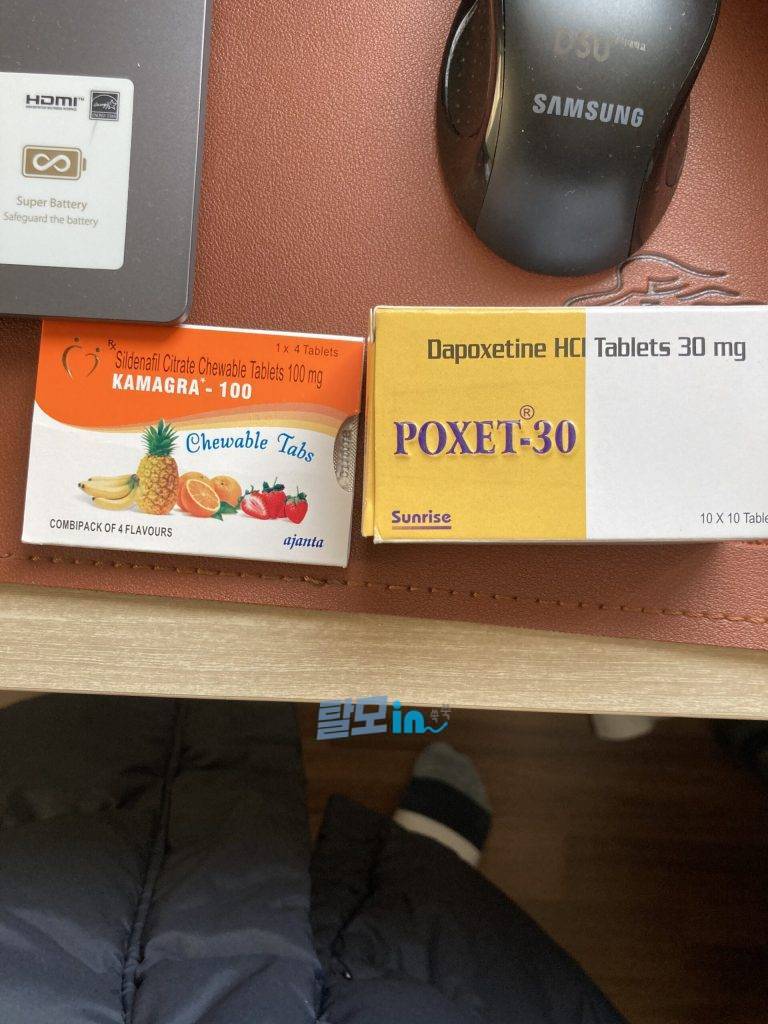 HDMI™
Super Battery
Safeguard the battery
SAMSUNG
Rx
1 x 4 Tablets
Sildenafil Citrate Chewable Tablets 100 mg
KAMAGRA* - 100
Chewable Tabs
COMBIPACK OF 4 FLAVOURS
ajanta
Dapoxetine HCl Tablets 30 mg
POXET®-30
Sunrise
10 X 10 Table
탈모in